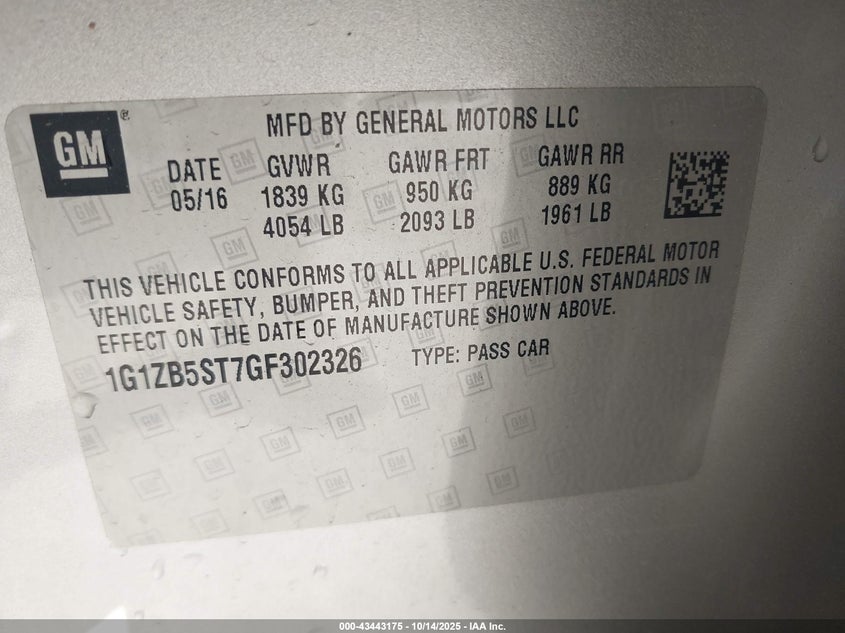 GM
MFD BY GENERAL MOTORS LLC
DATE GVWR GAWR FRT GAWR RR
05/16 1839 KG 950 KG 889 KG
4054 LB 2093 LB 1961 LB
THIS VEHICLE CONFORMS TO ALL APPLICABLE U.S. FEDERAL MOTOR
VEHICLE SAFETY, BUMPER, AND THEFT PREVENTION STANDARDS IN
EFFECT ON THE DATE OF MANUFACTURE SHOWN ABOVE.
1G1ZB5ST7GF302326 TYPE: PASS CAR
000-43443175 - 10/14/2025 - IAA Inc.